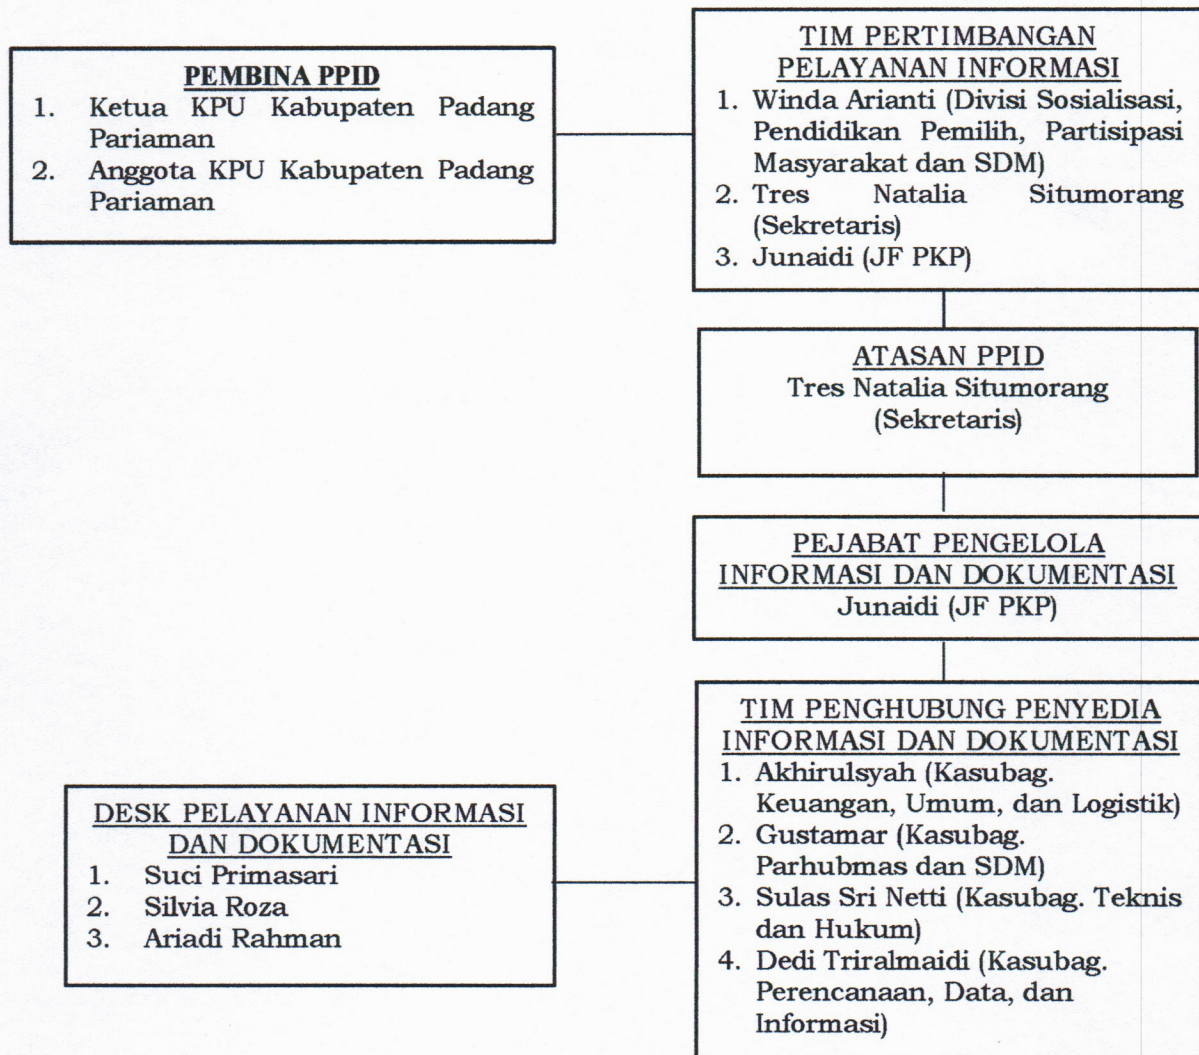 PEMBINA PPID
1. Ketua KPU Kabupaten Padang
Pariaman
2. Anggota KPU Kabupaten Padang
Pariaman
TIM PERTIMBANGAN
PELAYANAN INFORMASI
1. Winda Arianti (Divisi Sosialisasi,
Pendidikan Pemilih, Partisipasi
Masyarakat dan SDM)
2. Tres Natalia Situmorang
(Sekretaris)
3. Junaidi (JF PKP)
ATASAN PPID
Tres Natalia Situmorang
(Sekretaris)
PEJABAT PENGELOLA
INFORMASI DAN DOKUMENTASI
Junaidi (JF PKP)
TIM PENGHUBUNG PENYEDIA
INFORMASI DAN DOKUMENTASI
1. Akhirulsyah (Kasubag.
Keuangan, Umum, dan Logistik)
2. Gustamar (Kasubag.
Parhubmas dan SDM)
3. Sulas Sri Netti (Kasubag. Teknis
dan Hukum)
4. Dedi Triralmaidi (Kasubag.
Perencanaan, Data, dan
Informasi)
DESK PELAYANAN INFORMASI
DAN DOKUMENTASI
1. Suci Primasari
2. Silvia Roza
3. Ariadi Rahman